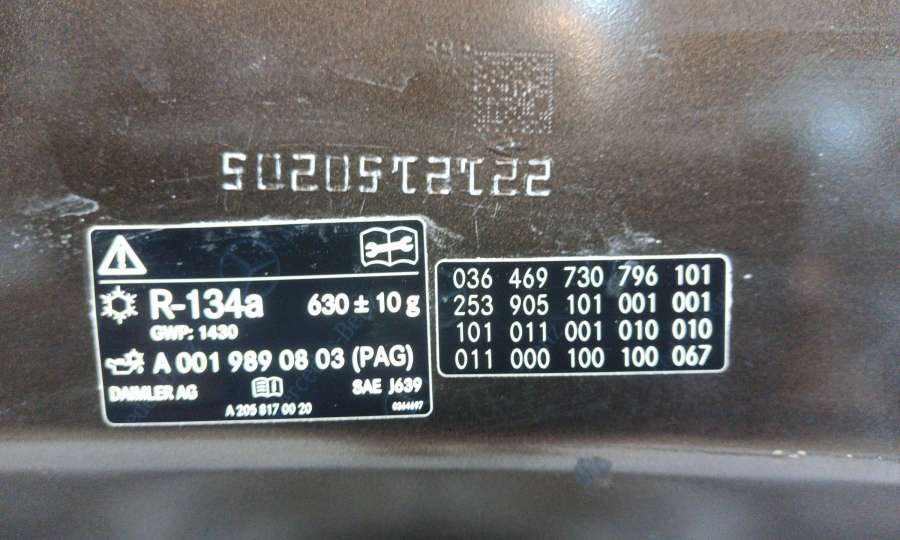 R-134a 630 ± 10 g
GWP: 1430
A 001 989 08 03 (PAG)
DAIMLER AG SAE J639
A 205 817 00 20
036 469 730 796 101
253 905 101 001 001
101 011 001 010 010
011 000 100 100 067